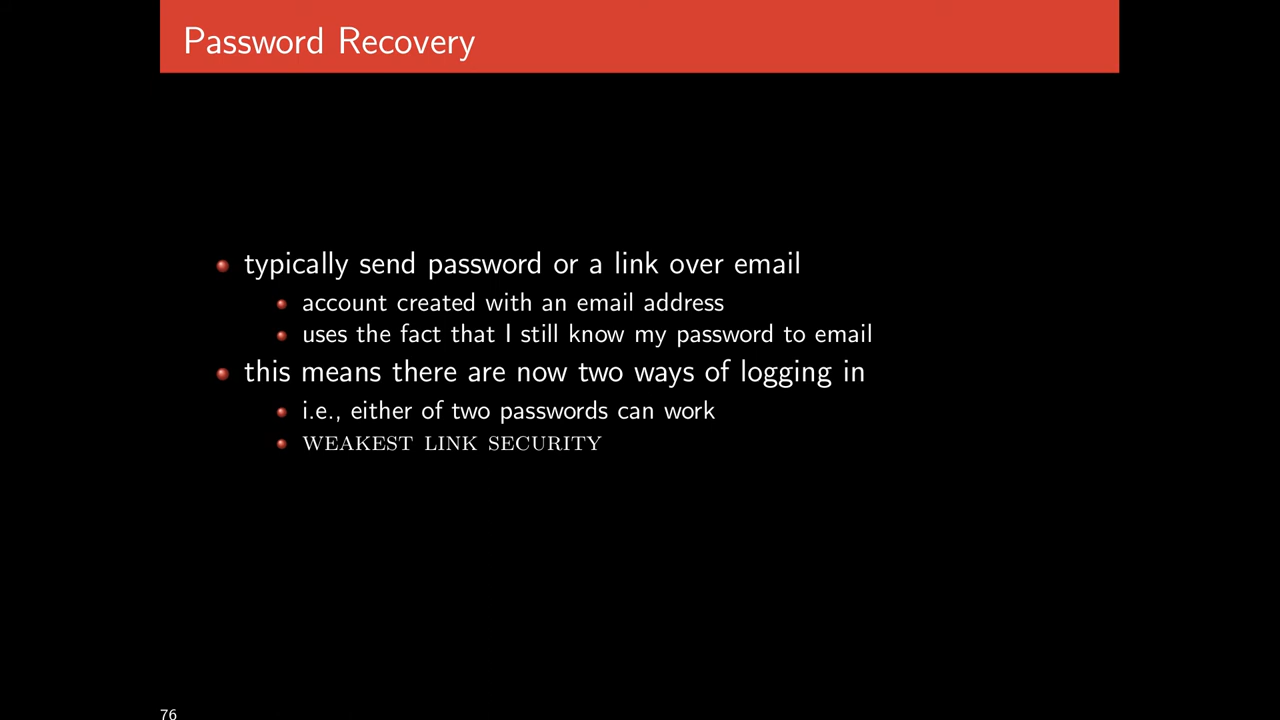 Password Recovery
typically send password or a link over email
account created with an email address
uses the fact that I still know my password to email
this means there are now two ways of logging in
i.e., either of two passwords can work
WEAKEST LINK SECURITY
76